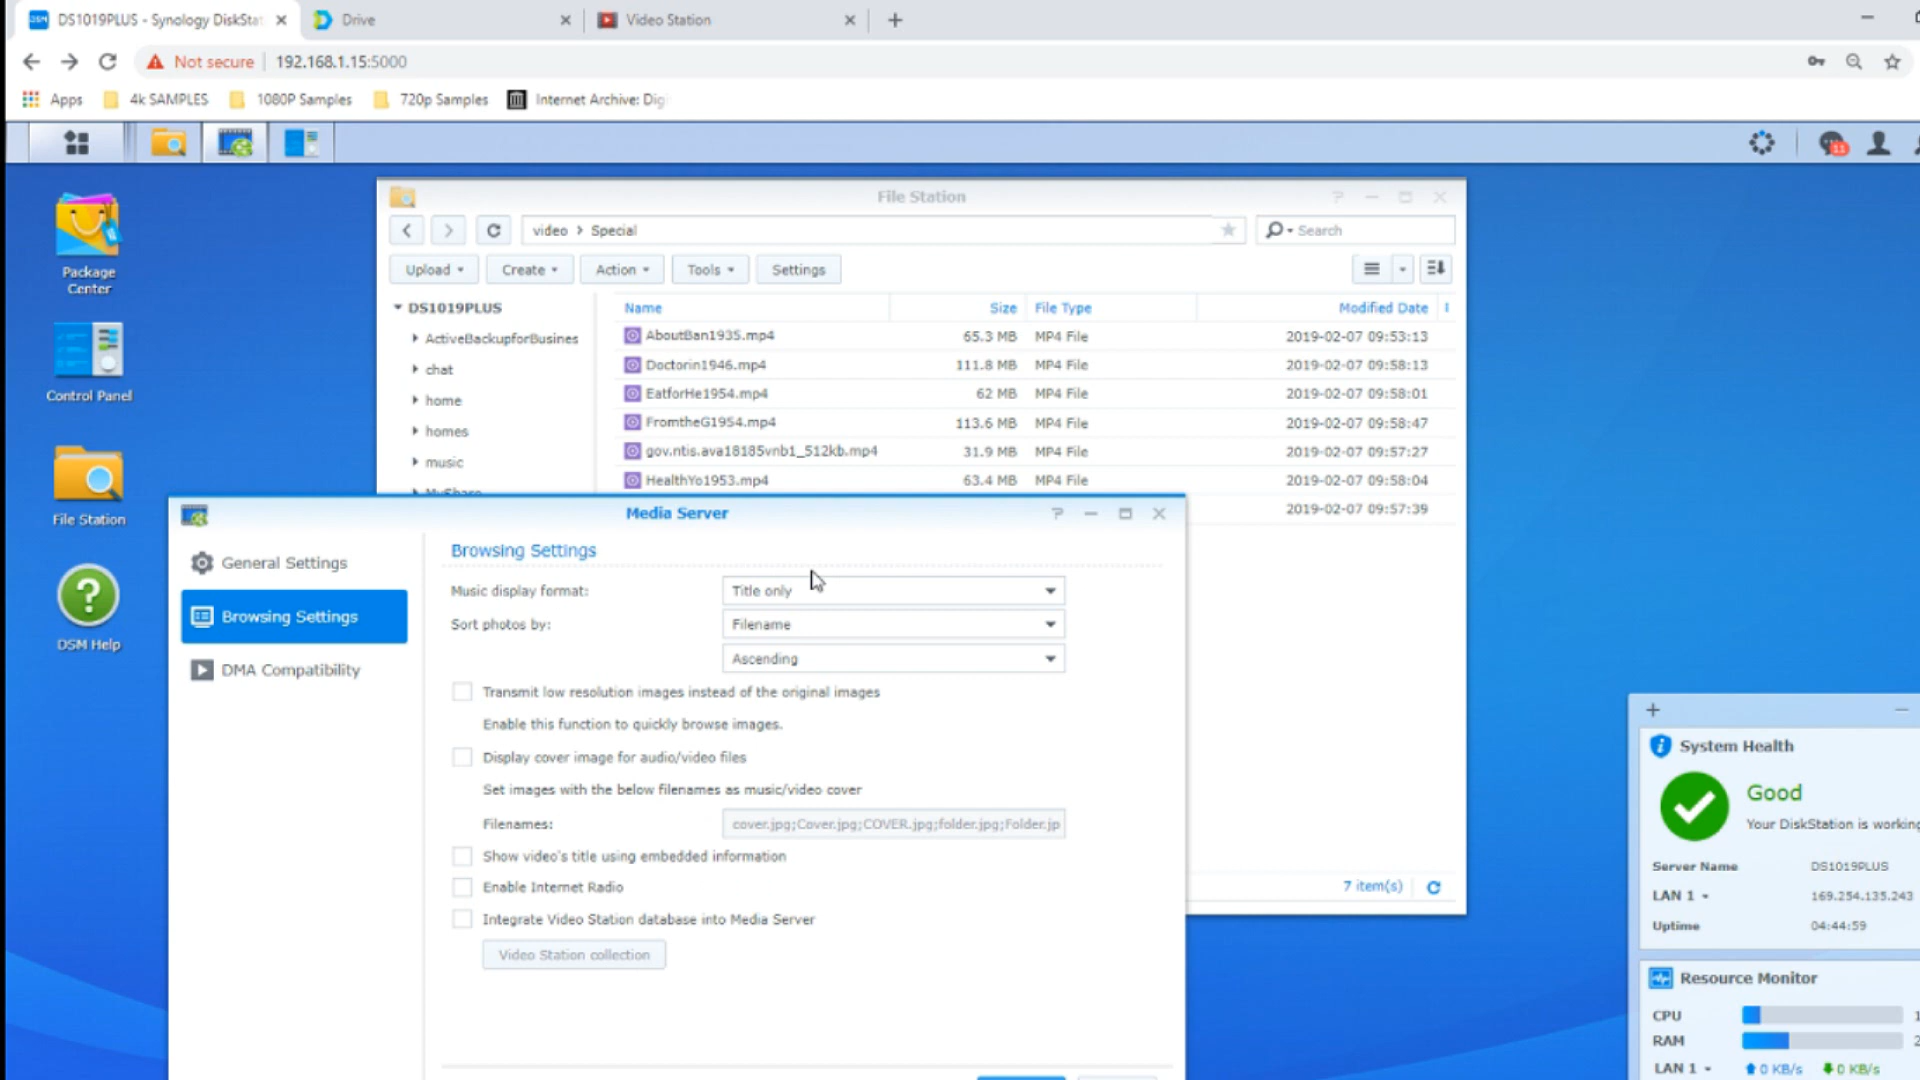 DS1019PLUS - Synology DiskSta
Drive
Video Station
Not secure
192.168.1.15:5000
Apps
4k SAMPLES
1080P Samples
720p Samples
Internet Archive: Digi
11
Package
Center
Control Panel
File Station
DSM Help
File Station
video > Special
Search
Upload
Create
Action
Tools
Settings
DS1019PLUS
ActiveBackupforBusines
chat
home
homes
music
MyShare
Name Size File Type Modified Date
AboutBan1935.mp4 65.3 MB MP4 File 2019-02-07 09:53:13
Doctorin1946.mp4 111.8 MB MP4 File 2019-02-07 09:58:13
EatforHe1954.mp4 62 MB MP4 File 2019-02-07 09:58:01
FromtheG1954.mp4 113.6 MB MP4 File 2019-02-07 09:58:47
gov.ntis.ava18185vnb1_512kb.mp4 31.9 MB MP4 File 2019-02-07 09:57:27
HealthYo1953.mp4 63.4 MB MP4 File 2019-02-07 09:58:04
2019-02-07 09:57:39
7 item(s)
Media Server
General Settings
Browsing Settings
DMA Compatibility
Browsing Settings
Music display format: Title only
Sort photos by: Filename
Ascending
Transmit low resolution images instead of the original images
Enable this function to quickly browse images.
Display cover image for audio/video files
Set images with the below filenames as music/video cover
Filenames: cover.jpg;Cover.jpg;COVER.jpg;folder.jpg;Folder.jp
Show video's title using embedded information
Enable Internet Radio
Integrate Video Station database into Media Server
Video Station collection
System Health
Good
Your DiskStation is working
Server Name DS1019PLUS
LAN 1 169.254.135.243
Uptime 04:44:59
Resource Monitor
CPU
RAM
LAN 1 0 KB/s 0 KB/s